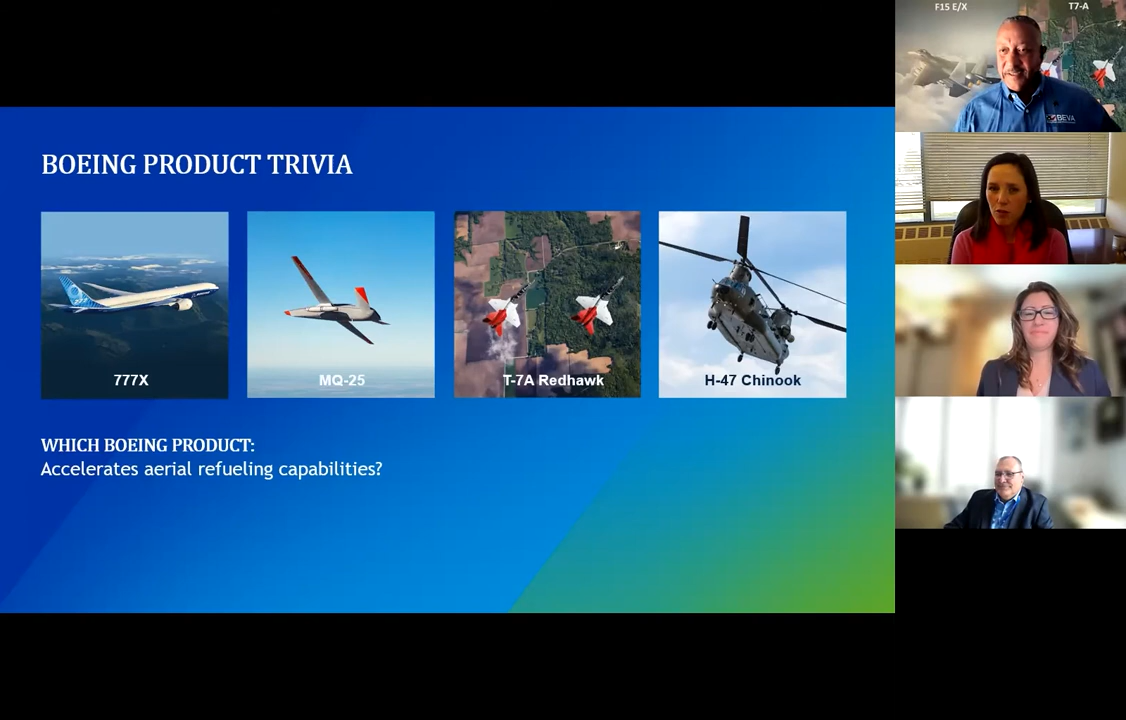 BOEING PRODUCT TRIVIA
777X
MQ-25
T-7A Redhawk
H-47 Chinook
WHICH BOEING PRODUCT:
Accelerates aerial refueling capabilities?
F15 E/X
T7-A
BEVA